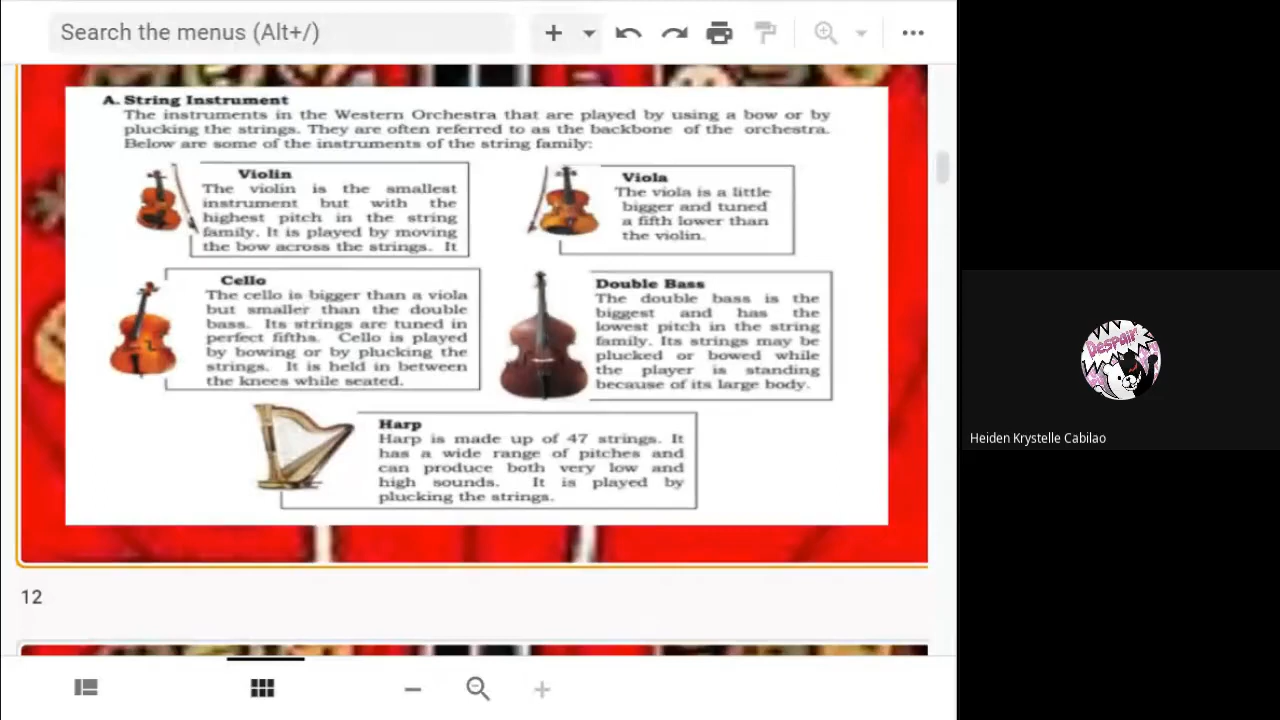 Search the menus (Alt+/)
A. String Instrument
The instruments in the Western Orchestra that are played by using a bow or by
plucking the strings. They are often referred to as the backbone of the orchestra.
Below are some of the instruments of the string family:
Violin
The violin is the smallest
instrument but with the
highest pitch in the string
family. It is played by moving
the bow across the strings. It
Viola
The viola is a little
bigger and tuned
a fifth lower than
the violin.
Cello
The cello is bigger than a viola
but smaller than the double
bass. Its strings are tuned in
perfect fifths. Cello is played
by bowing or by plucking the
strings. It is held in between
the knees while seated.
Double Bass
The double bass is the
biggest and has the
lowest pitch in the string
family. Its strings may be
plucked or bowed while
the player is standing
because of its large body.
Harp
Harp is made up of 47 strings. It
has a wide range of pitches and
can produce both very low and
high sounds. It is played by
plucking the strings.
12
Despair
Heiden Krystelle Cabilao